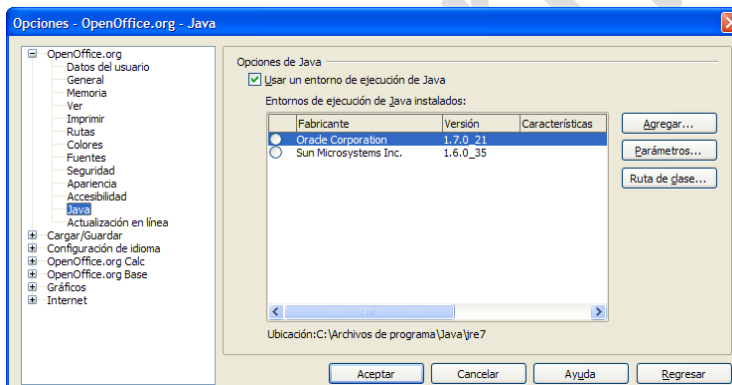 Opciones - OpenOffice.org - Java
OpenOffice.org
Datos del usuario
General
Memoria
Ver
Imprimir
Rutas
Colores
Fuentes
Seguridad
Apariencia
Accesibilidad
Java
Actualización en línea
Cargar/Guardar
Configuración de idioma
OpenOffice.org Calc
OpenOffice.org Base
Gráficos
Internet
Opciones de Java
Usar un entorno de ejecución de Java
Entornos de ejecución de Java instalados:
Fabricante Versión Características
Oracle Corporation 1.7.0_21
Sun Microsystems Inc. 1.6.0_35
Agregar...
Parámetros...
Ruta de clase...
Ubicación:C:\Archivos de programa\Java\jre7
Aceptar Cancelar Ayuda Regresar